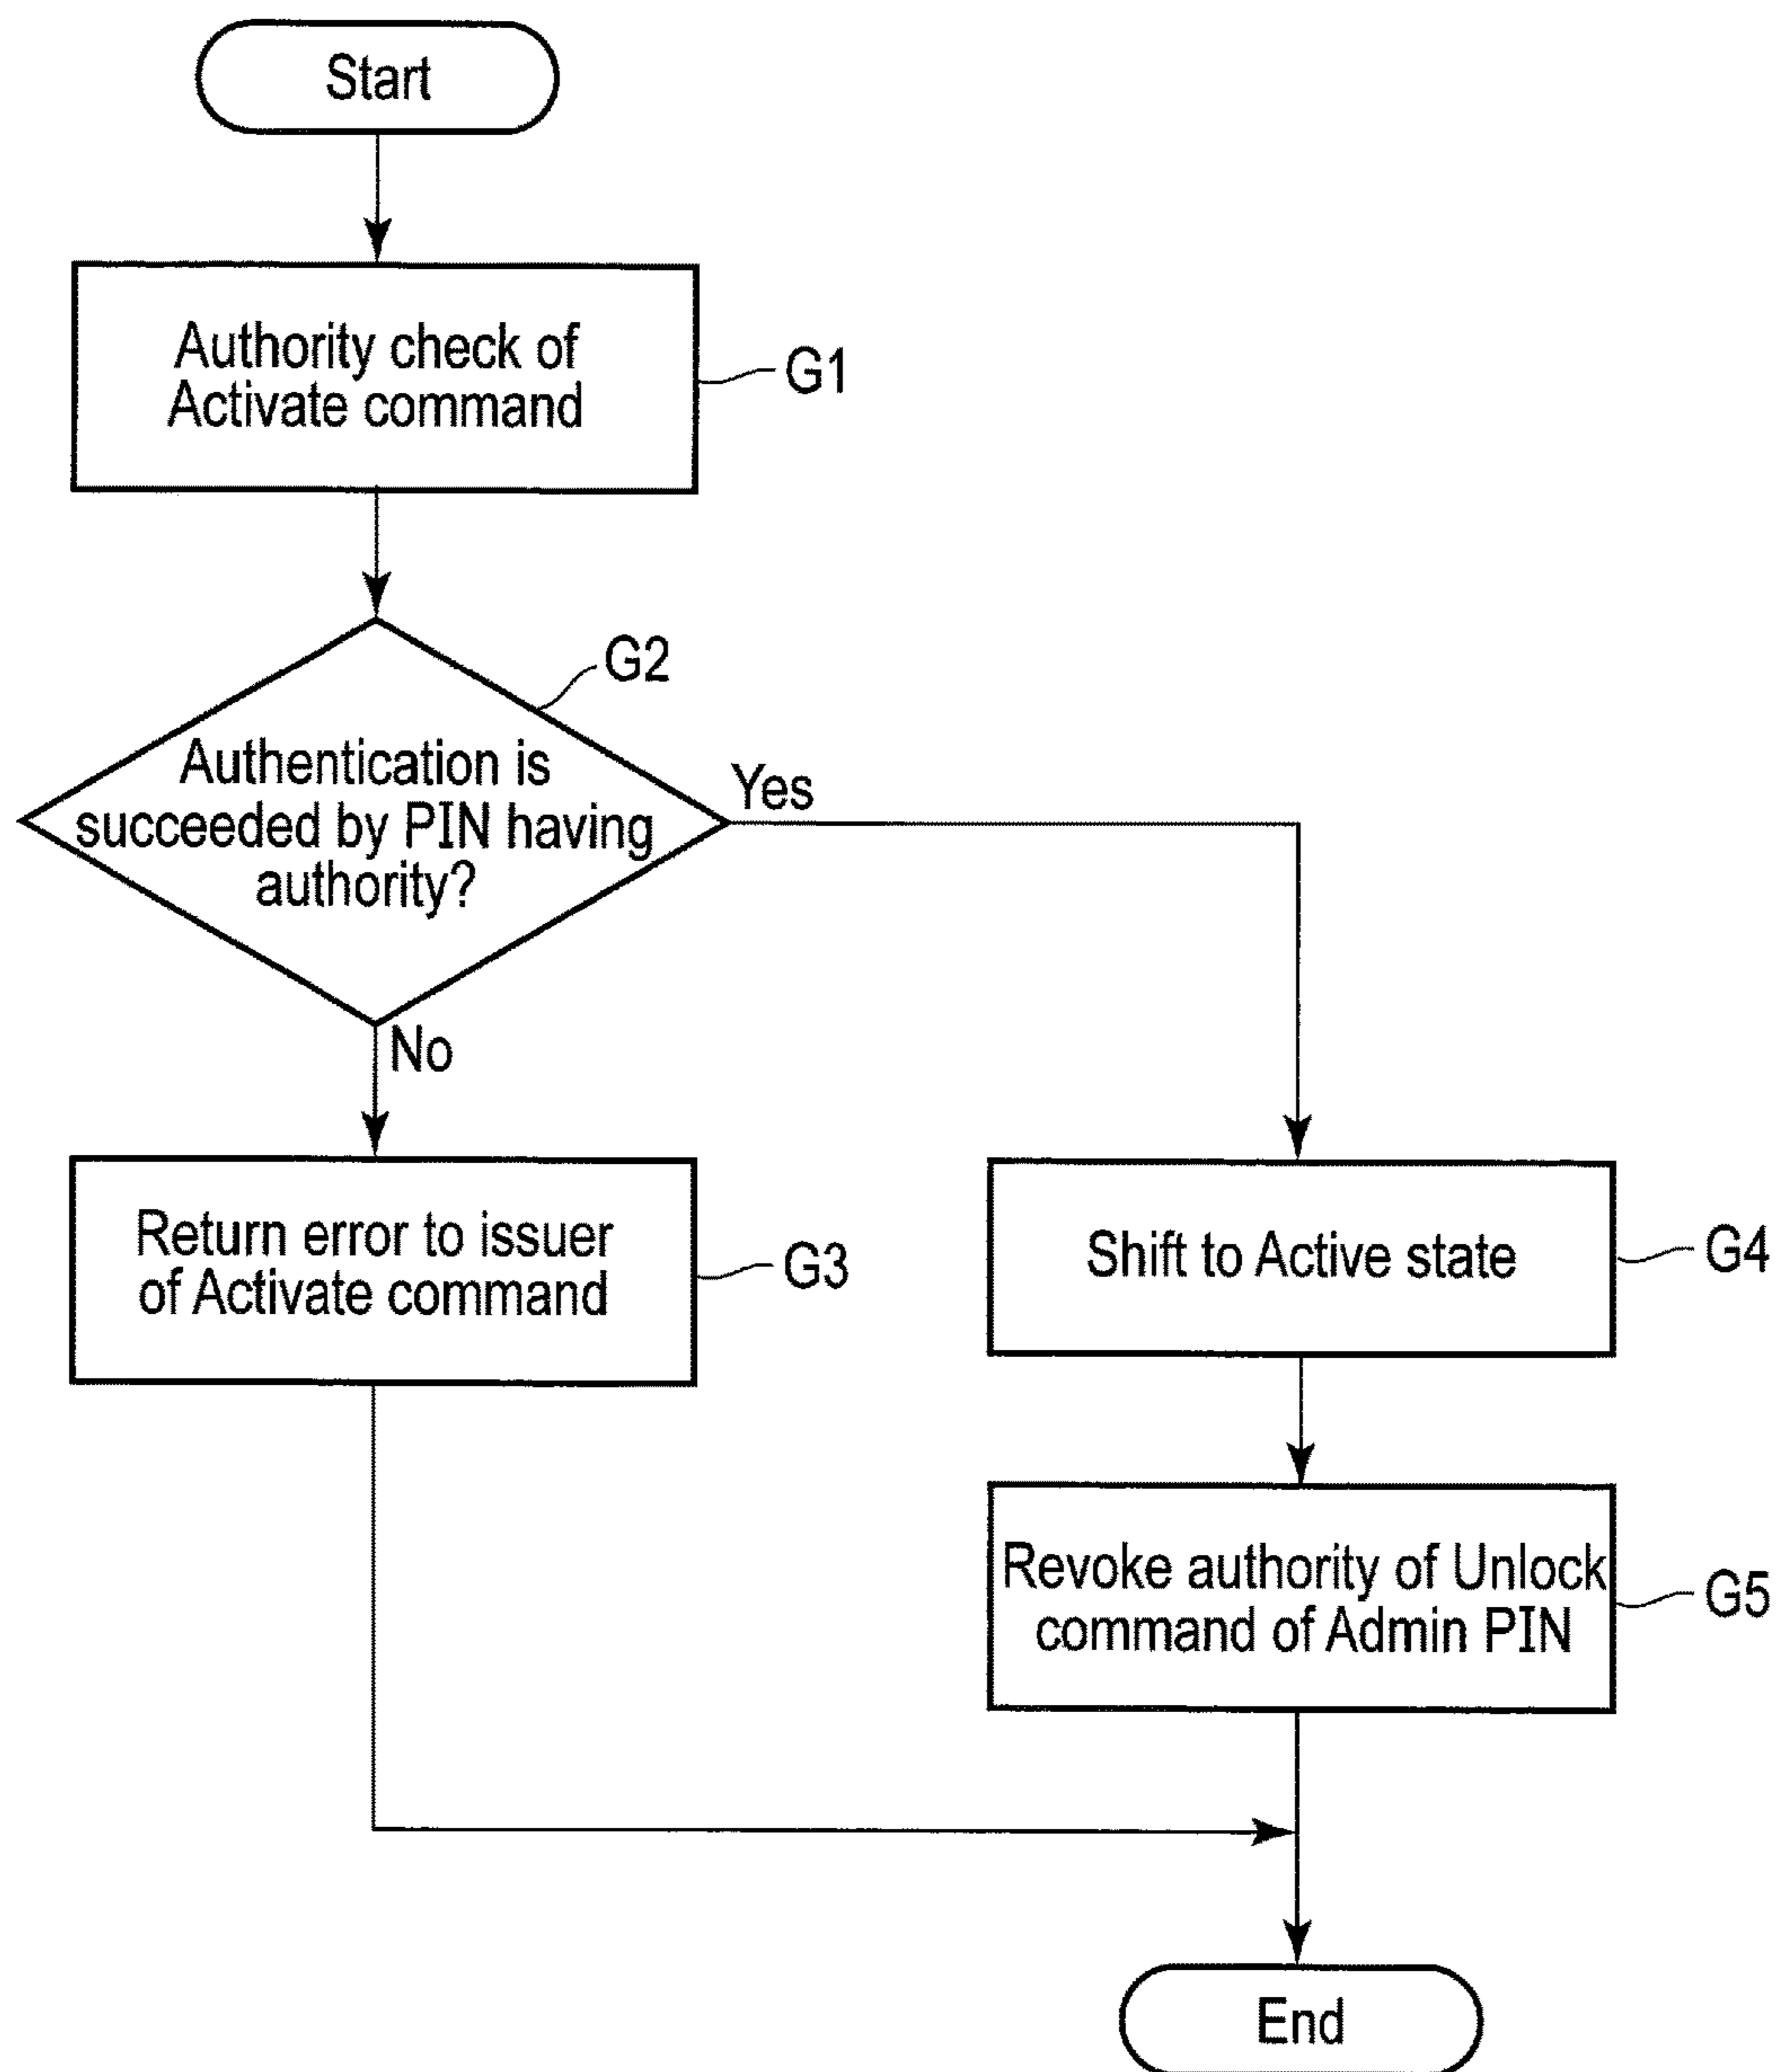 Start
Authority check of
Activate command
G1
G2
Authentication is
succeeded by PIN having
authority?
Yes
No
Return error to issuer
of Activate command
G3
Shift to Active state
G4
Revoke authority of Unlock
command of Admin PIN
G5
End